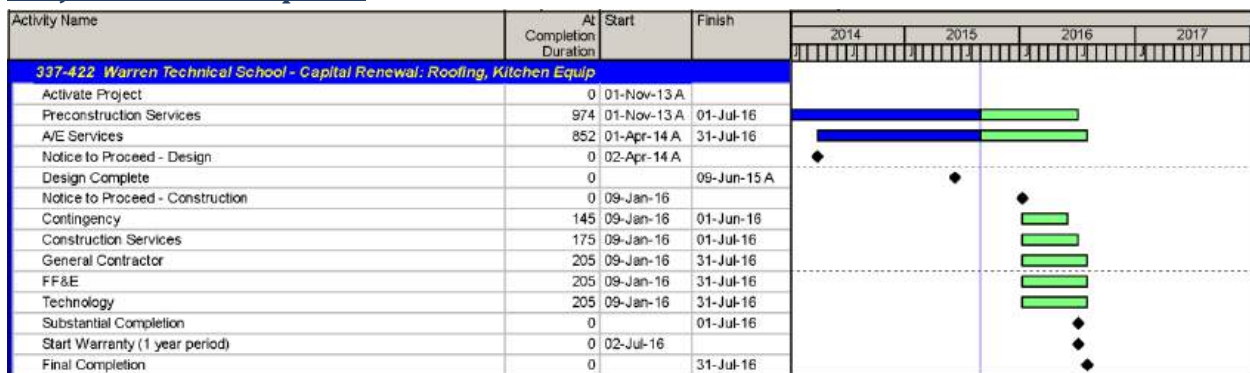 Activity Name At Completion Duration Start Finish 2014 2015 2016 2017
337-422 Warren Technical School - Capital Renewal: Roofing, Kitchen Equip
Activate Project 0 01-Nov-13 A
Preconstruction Services 974 01-Nov-13 A 01-Jul-16
A/E Services 852 01-Apr-14 A 31-Jul-16
Notice to Proceed - Design 0 02-Apr-14 A
Design Complete 0 09-Jun-15 A
Notice to Proceed - Construction 0 09-Jan-16
Contingency 145 09-Jan-16 01-Jun-16
Construction Services 175 09-Jan-16 01-Jul-16
General Contractor 205 09-Jan-16 31-Jul-16
FF&E 205 09-Jan-16 31-Jul-16
Technology 205 09-Jan-16 31-Jul-16
Substantial Completion 0 01-Jul-16
Start Warranty (1 year period) 0 02-Jul-16
Final Completion 0 31-Jul-16